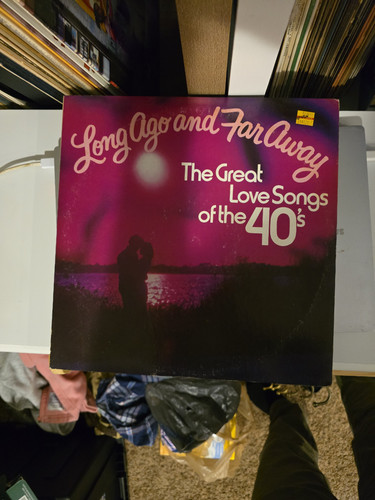 Long Ago and Far Away
The Great
Love Songs
of the 40's